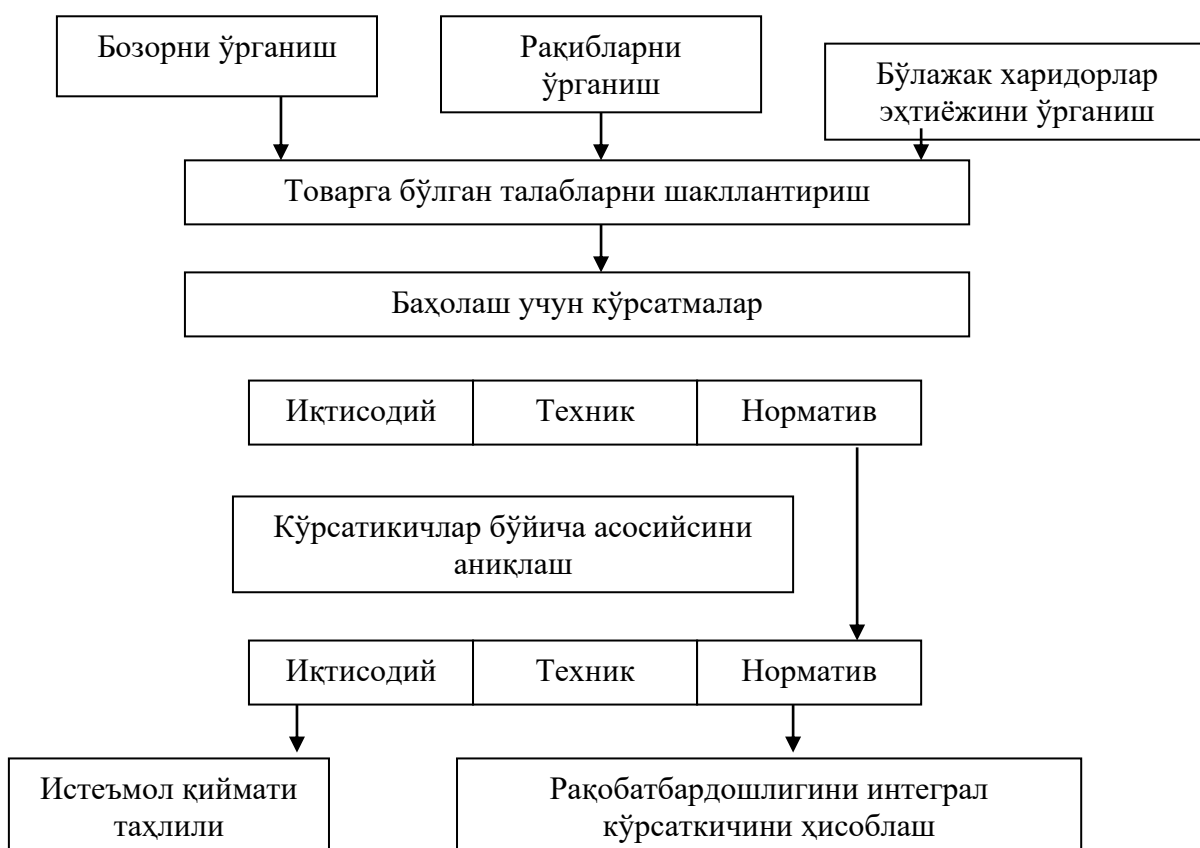 Бозорни ўрганиш
Рақибларни
ўрганиш
Бўлажак харидорлар
эҳтиёжини ўрганиш
Товарга бўлган талабларни шакллантириш
Баҳолаш учун кўрсатмалар
Иқтисодий Техник Норматив
Кўрсатикичлар бўйича асосийсини
аниқлаш
Иқтисодий Техник Норматив
Истеъмол қиймати
таҳлили
Рақобатбардошлигини интеграл
кўрсаткичини ҳисоблаш